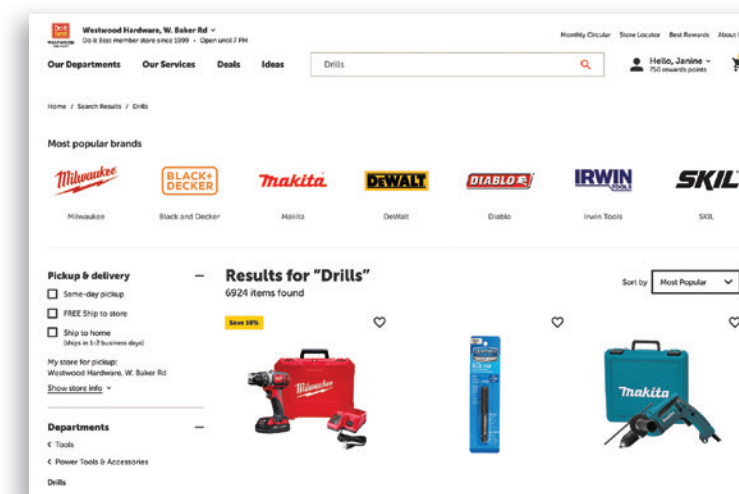 Do it Best
Westwood Hardware, W. Baker Rd
Do it Best member store since 1999 • Open until 7 PM
Monthly Circular Store Locator Best Rewards About
Our Departments Our Services Deals Ideas Drills Hello, Janine
750 rewards points
Home / Search Results / Drills
Most popular brands
Milwaukee BLACK+ DECKER Makita DEWALT DIABLO IRWIN TOOLS SKIL
Milwaukee Black and Decker Makita DeWalt Diablo Irwin Tools SKIL
Pickup & delivery
Same-day pickup
FREE Ship to store
Ship to home
(ships in 1-2 business days)
My store for pickup:
Westwood Hardware, W. Baker Rd
Show store info
Departments
< Tools
< Power Tools & Accessories
Drills
Results for "Drills"
6924 items found
Sort by Most Popular
Save 10%
Milwaukee
makita